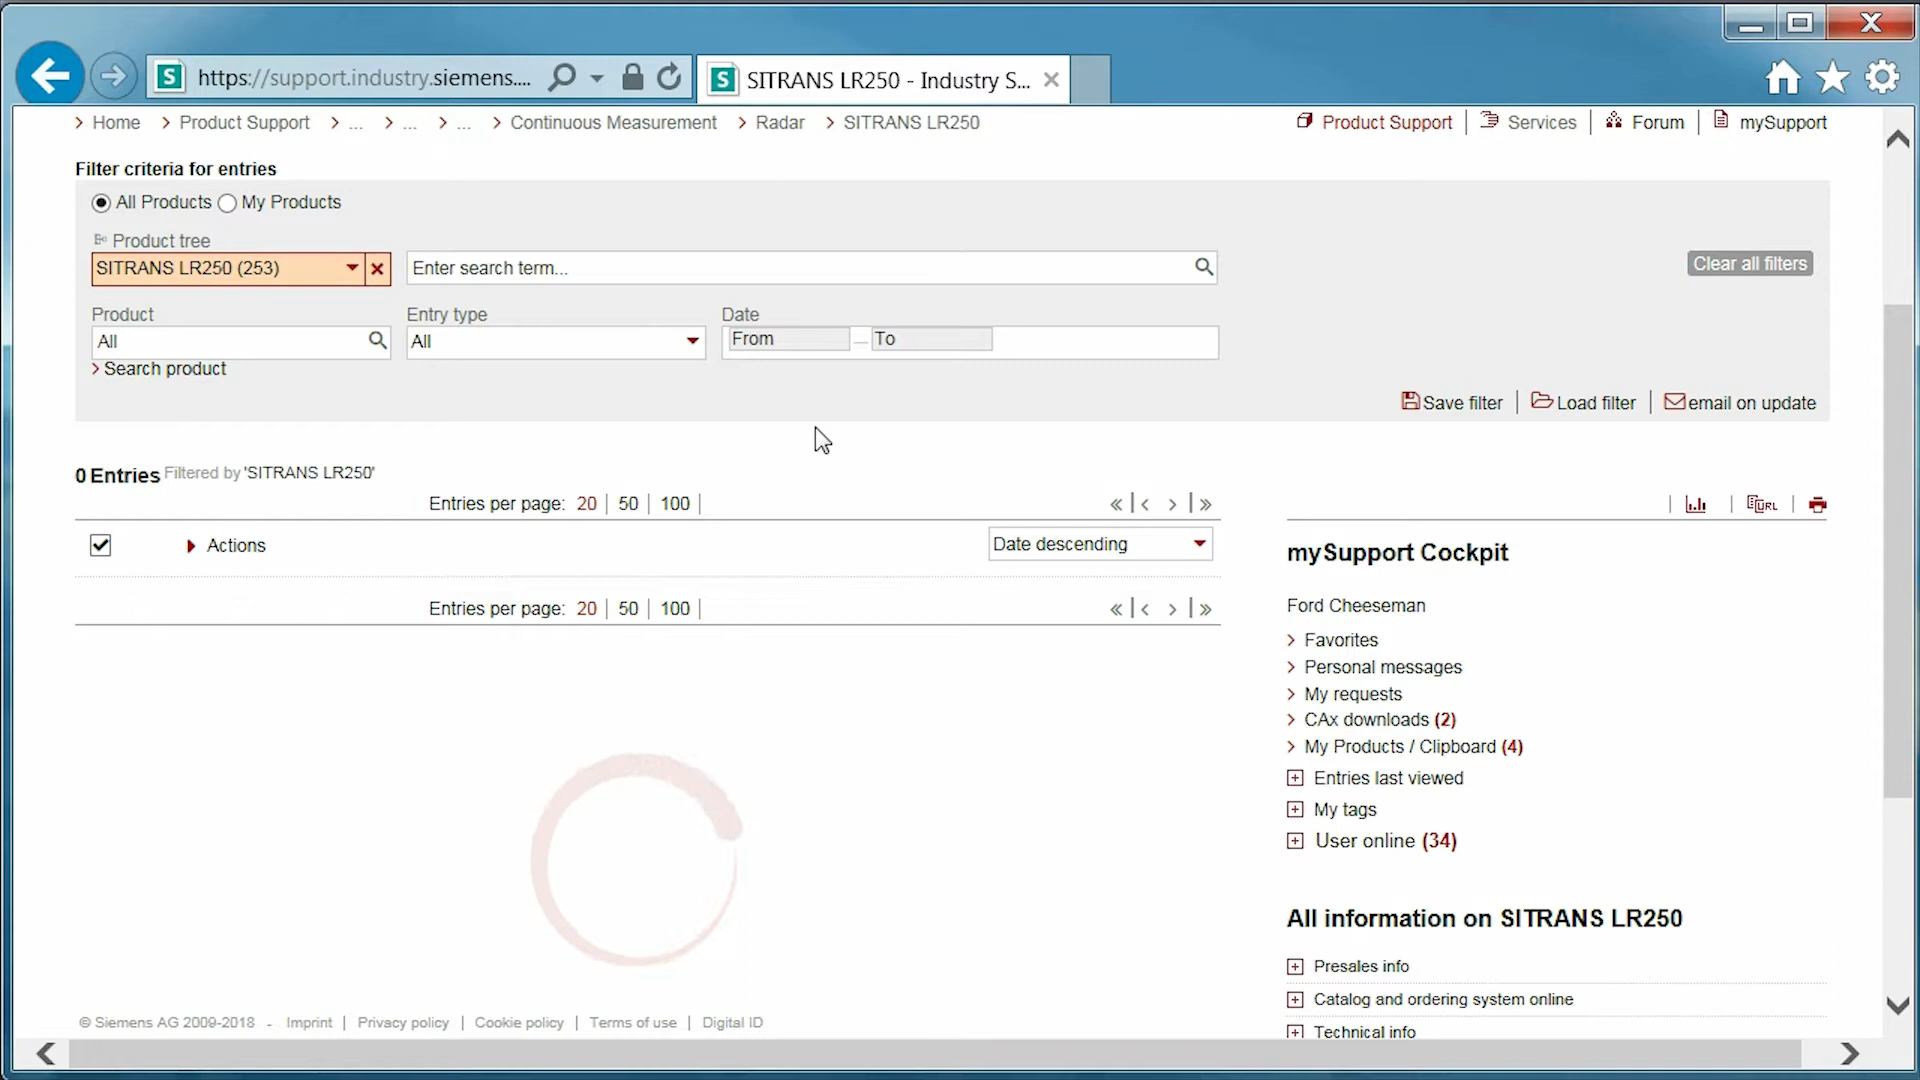 https://support.industry.siemens....
SITRANS LR250 - Industry S...
Home
Product Support
...
...
...
Continuous Measurement
Radar
SITRANS LR250
Product Support
Services
Forum
mySupport
Filter criteria for entries
All Products
My Products
Product tree
SITRANS LR250 (253)
Enter search term...
Clear all filters
Product
Entry type
Date
All
All
From
To
Search product
Save filter
Load filter
email on update
0 Entries Filtered by 'SITRANS LR250'
Entries per page: 20 | 50 | 100 |
URL
Actions
Date descending
mySupport Cockpit
Entries per page: 20 | 50 | 100 |
Ford Cheeseman
Favorites
Personal messages
My requests
CAx downloads (2)
My Products / Clipboard (4)
Entries last viewed
My tags
User online (34)
All information on SITRANS LR250
Presales info
Catalog and ordering system online
Technical info
© Siemens AG 2009-2018 - Imprint | Privacy policy | Cookie policy | Terms of use | Digital ID